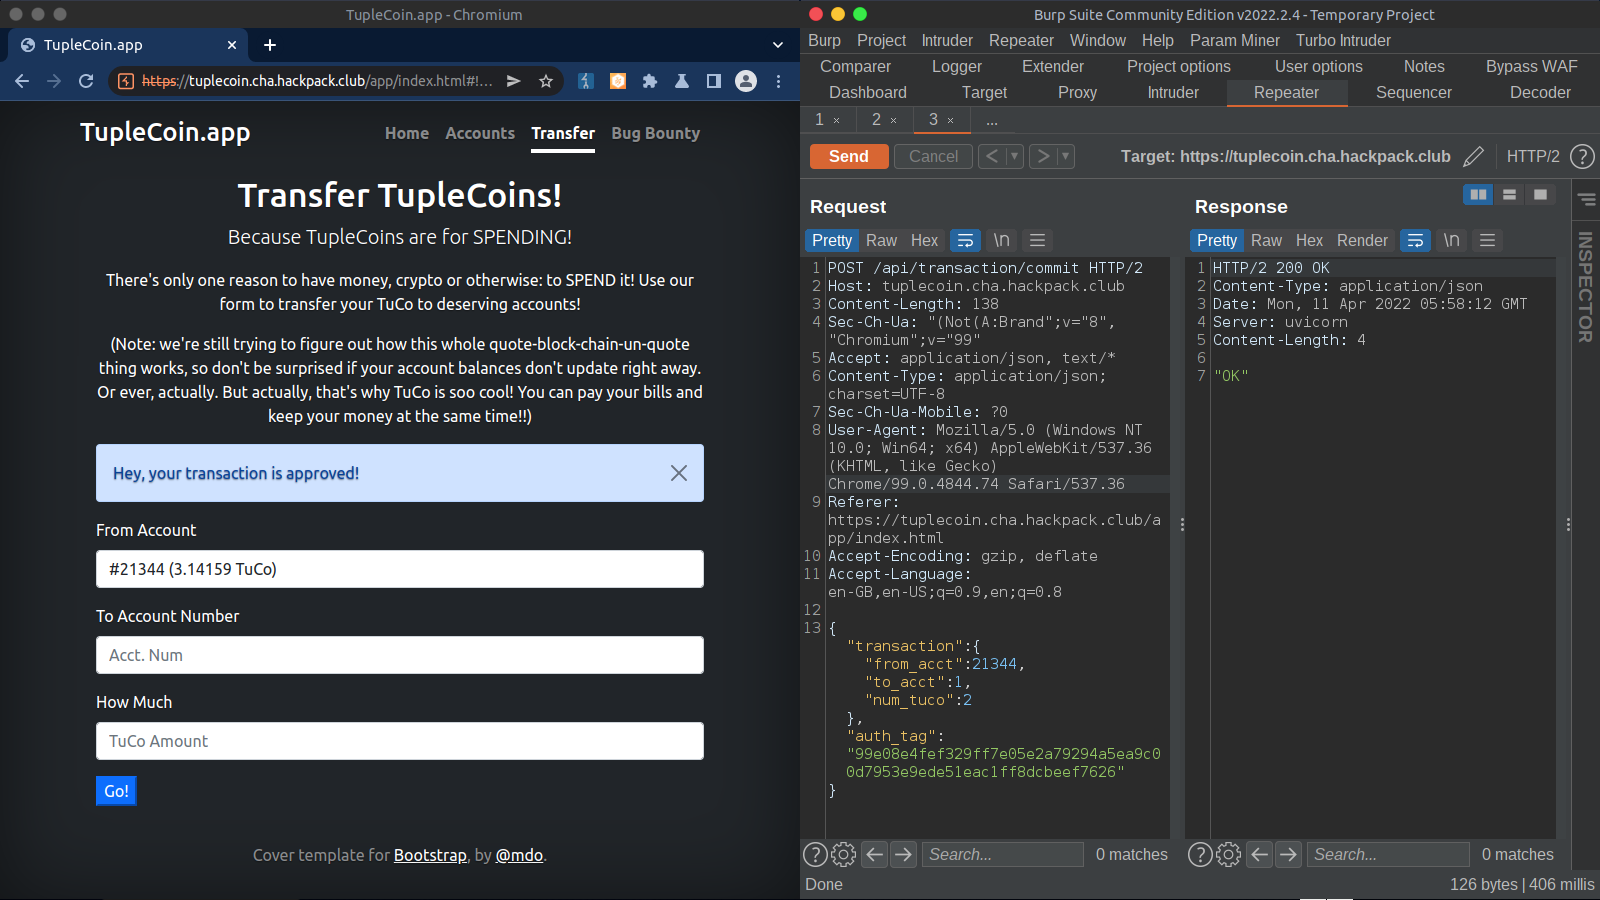 TupleCoin.app - Chromium
TupleCoin.app
https://tuplecoin.cha.hackpack.club/app/index.html#!...
TupleCoin.app
Home Accounts Transfer Bug Bounty
Transfer TupleCoins!
Because TupleCoins are for SPENDING!
There's only one reason to have money, crypto or otherwise: to SPEND it! Use our
form to transfer your TuCo to deserving accounts!
(Note: we're still trying to figure out how this whole quote-block-chain-un-quote
thing works, so don't be surprised if your account balances don't update right away.
Or ever, actually. But actually, that's why TuCo is soo cool! You can pay your bills and
keep your money at the same time!!)
Hey, your transaction is approved!
From Account
#21344 (3.14159 TuCo)
To Account Number
Acct. Num
How Much
TuCo Amount
Go!
Cover template for Bootstrap, by @mdo.
Burp Suite Community Edition v2022.2.4 - Temporary Project
Burp Project Intruder Repeater Window Help Param Miner Turbo Intruder
Comparer Logger Extender Project options User options Notes Bypass WAF
Dashboard Target Proxy Intruder Repeater Sequencer Decoder
1 × 2 × 3 × ...
Send Cancel < > Target: https://tuplecoin.cha.hackpack.club HTTP/2 ?
Request
Pretty Raw Hex \n
1 POST /api/transaction/commit HTTP/2
2 Host: tuplecoin.cha.hackpack.club
3 Content-Length: 138
4 Sec-Ch-Ua: "(Not(A:Brand";v="8",
"Chromium";v="99"
5 Accept: application/json, text/*
6 Content-Type: application/json;
charset=UTF-8
7 Sec-Ch-Ua-Mobile: ?0
8 User-Agent: Mozilla/5.0 (Windows NT
10.0; Win64; x64) AppleWebKit/537.36
(KHTML, like Gecko)
Chrome/99.0.4844.74 Safari/537.36
9 Referer:
https://tuplecoin.cha.hackpack.club/a
pp/index.html
10 Accept-Encoding: gzip, deflate
11 Accept-Language:
en-GB,en-US;q=0.9,en;q=0.8
12
13 {
"transaction":{
"from_acct":21344,
"to_acct":1,
"num_tuco":2
},
"auth_tag":
"99e08e4fef329ff7e05e2a79294a5ea9c0
0d7953e9ede51eac1ff8dcbeef7626"
}
? Search... 0 matches
Response
Pretty Raw Hex Render \n
1 HTTP/2 200 OK
2 Content-Type: application/json
3 Date: Mon, 11 Apr 2022 05:58:12 GMT
4 Server: uvicorn
5 Content-Length: 4
6
7 "OK"
? Search... 0 matches
INSPECTOR
Done
126 bytes | 406 millis